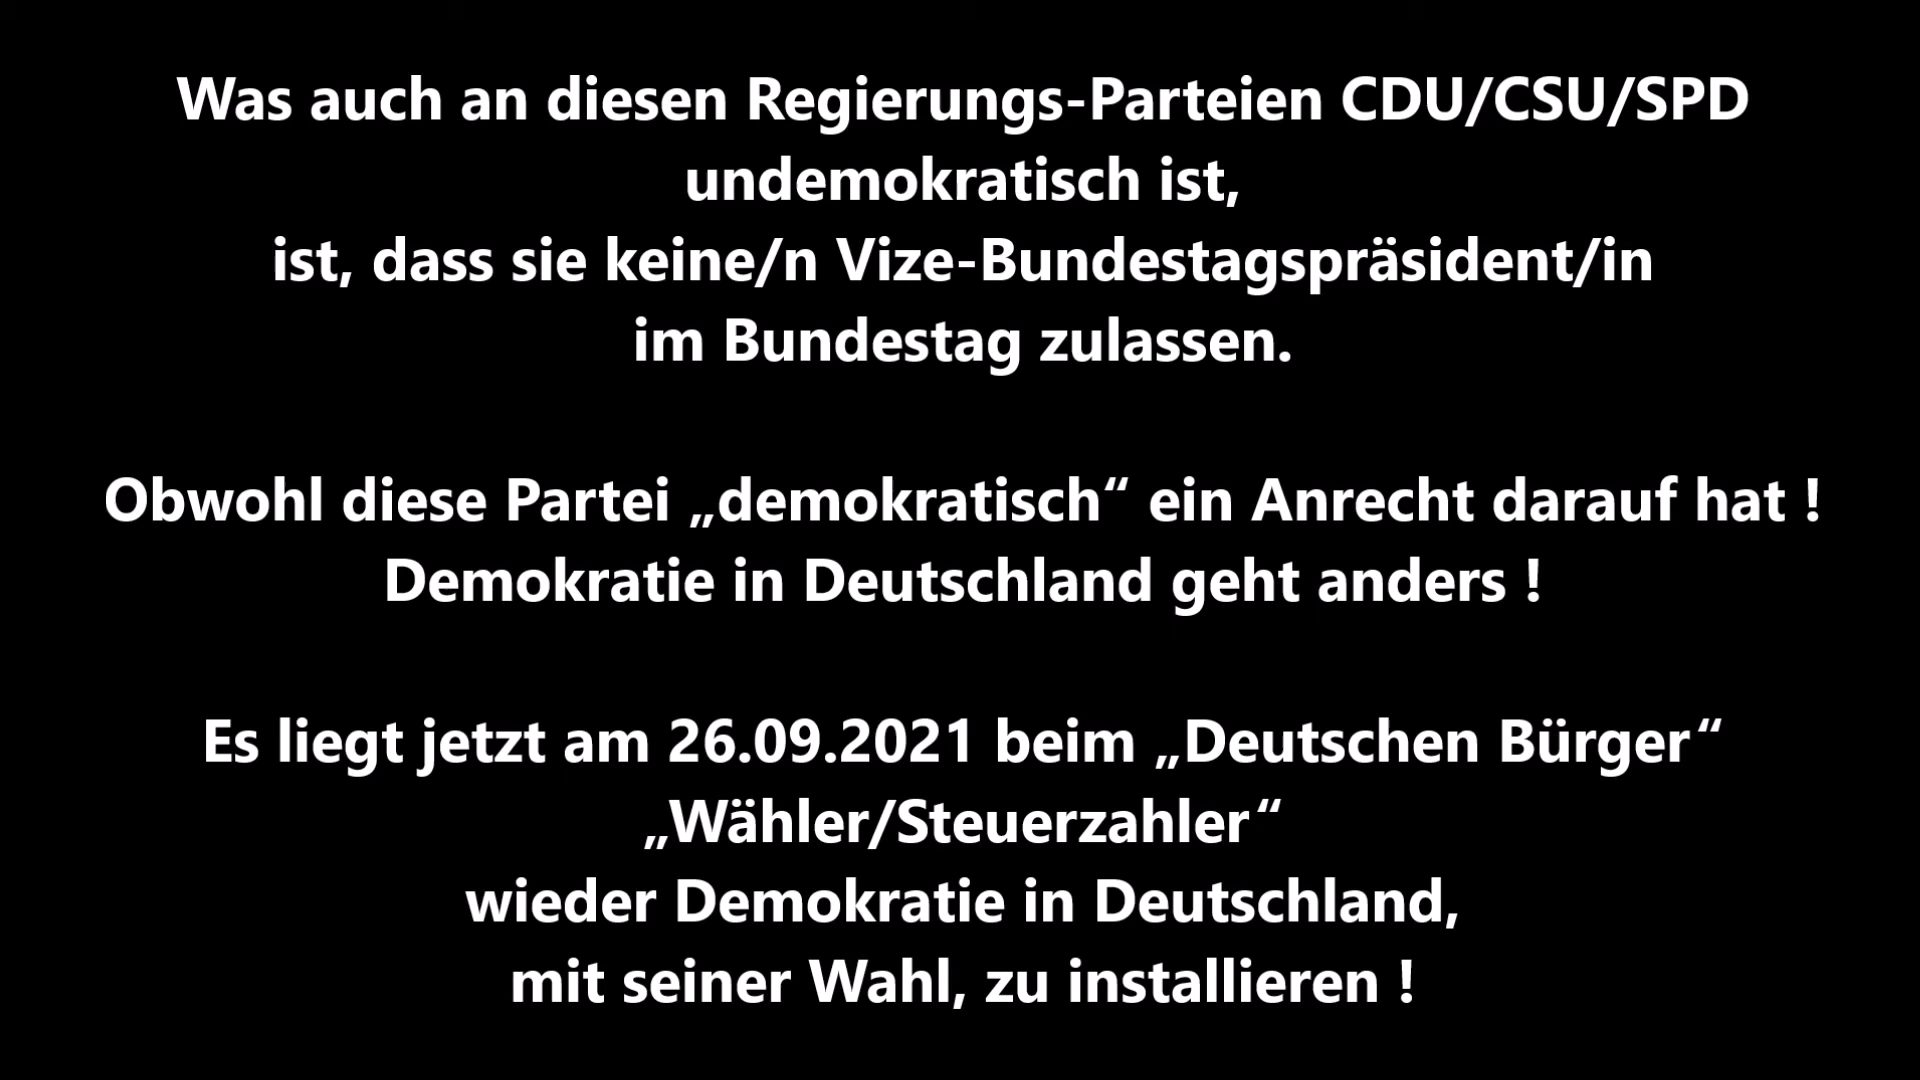 Was auch an diesen Regierungs-Parteien CDU/CSU/SPD
undemokratisch ist,
ist, dass sie keine/n Vize-Bundestagspräsident/in
im Bundestag zulassen.
Obwohl diese Partei „demokratisch“ ein Anrecht darauf hat !
Demokratie in Deutschland geht anders !
Es liegt jetzt am 26.09.2021 beim „Deutschen Bürger“
„Wähler/Steuerzahler“
wieder Demokratie in Deutschland,
mit seiner Wahl, zu installieren !